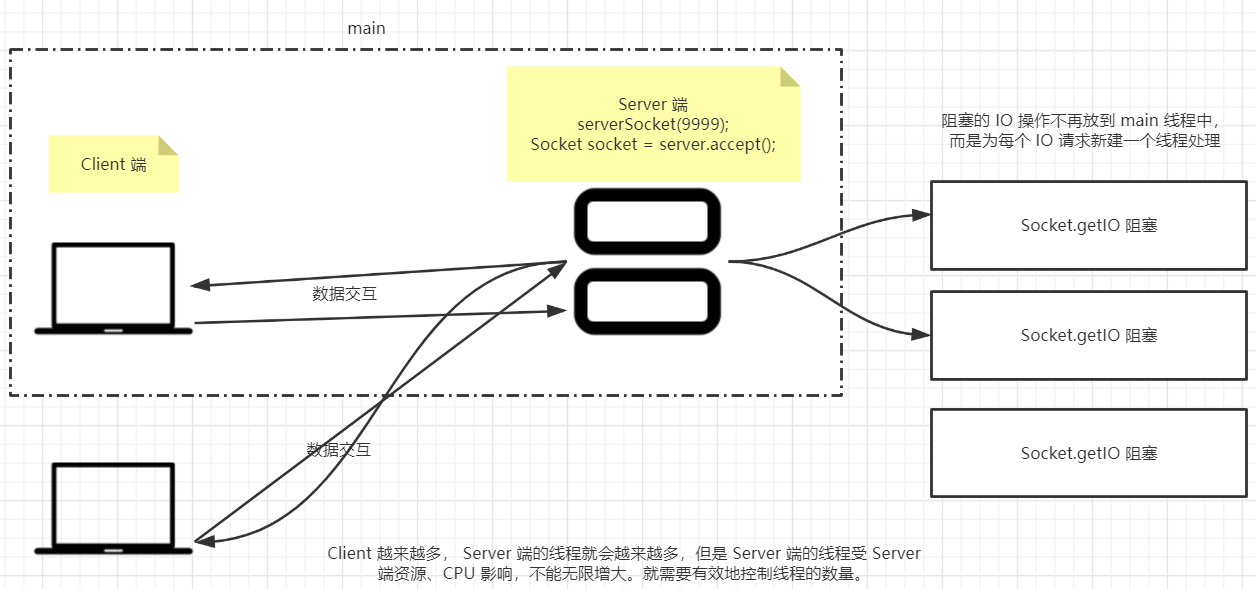 main
Server 端
serverSocket(9999);
Socket socket = server.accept();
Client 端
阻塞的 IO 操作不再放到 main 线程中，
而是为每个 IO 请求新建一个线程处理
Socket.getIO 阻塞
数据交互
Socket.getIO 阻塞
数据交互
Socket.getIO 阻塞
Client 越来越多， Server 端的线程就会越来越多，但是 Server 端的线程受 Server
端资源、CPU 影响，不能无限增大。就需要有效地控制线程的数量。